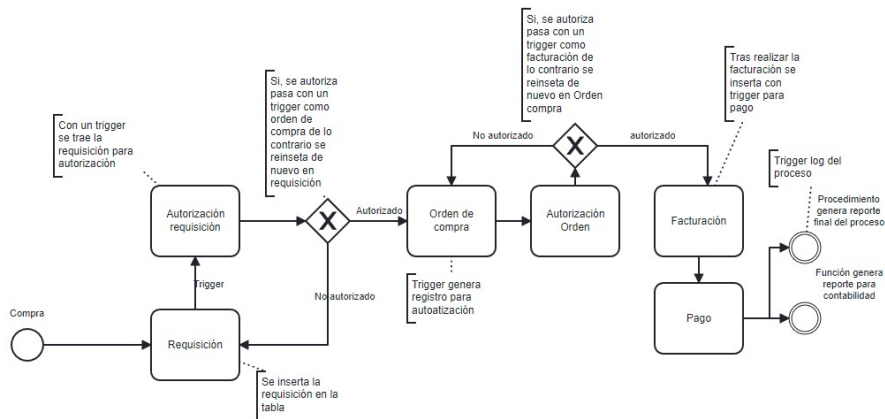 Si, se autoriza
pasa con un
trigger como
facturación de
lo contrario se
reinseta de
nuevo en Orden
compra
Tras realizar la
facturación se
inserta con
trigger para
pago
Si, se autoriza
pasa con un
trigger como
orden de
compra de lo
contrario se
reinseta de
nuevo en
requisición
Con un trigger
se trae la
requisición para
autorización
No autorizado
X
autorizado
Trigger log del
proceso
Autorización
requisición
X
Autorizado
Orden de
compra
Autorización
Orden
Facturación
Procedimiento
genera reporte
final del proceso
Trigger
No autorizado
Trigger genera
registro para
autoatización
Función genera
reporte para
contabilidad
Compra
Requisición
Pago
Se inserta la
requisición en la
tabla